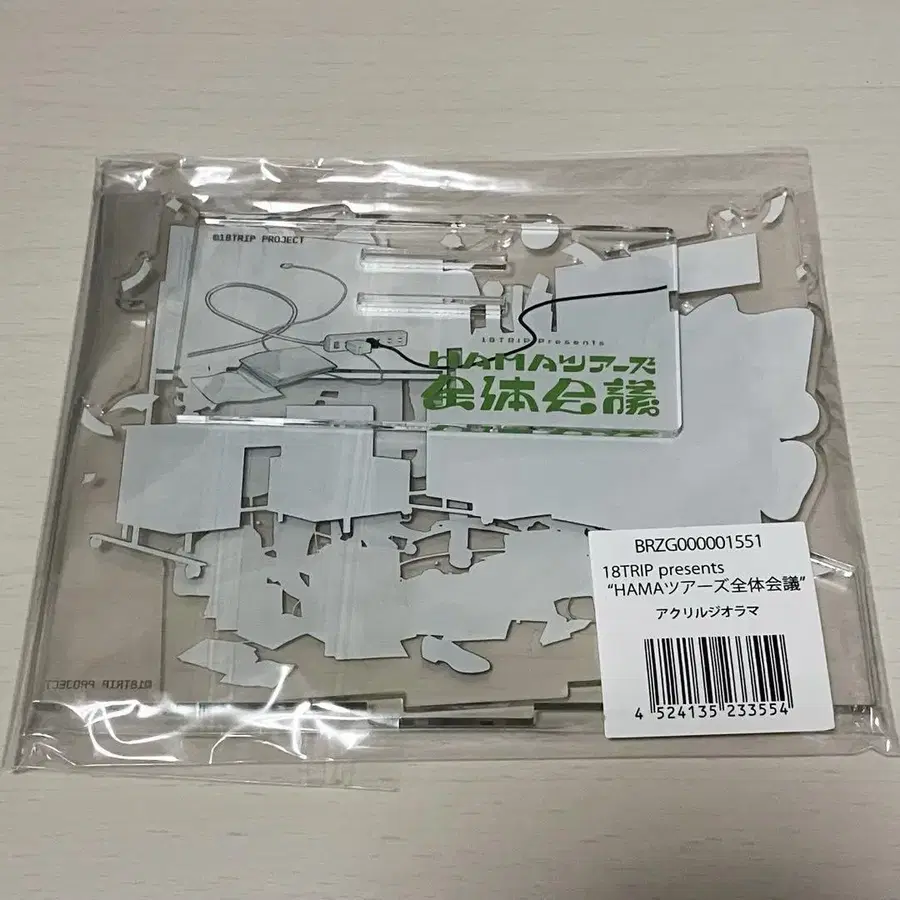 ©18TRIP PROJECT
18TRIP Presents
HAMAツアーズ
全体会議
©18TRIP PROJECT
BRZG000001551
18TRIP presents
“HAMAツアーズ全体会議”
アクリルジオラマ
4 524135 233554